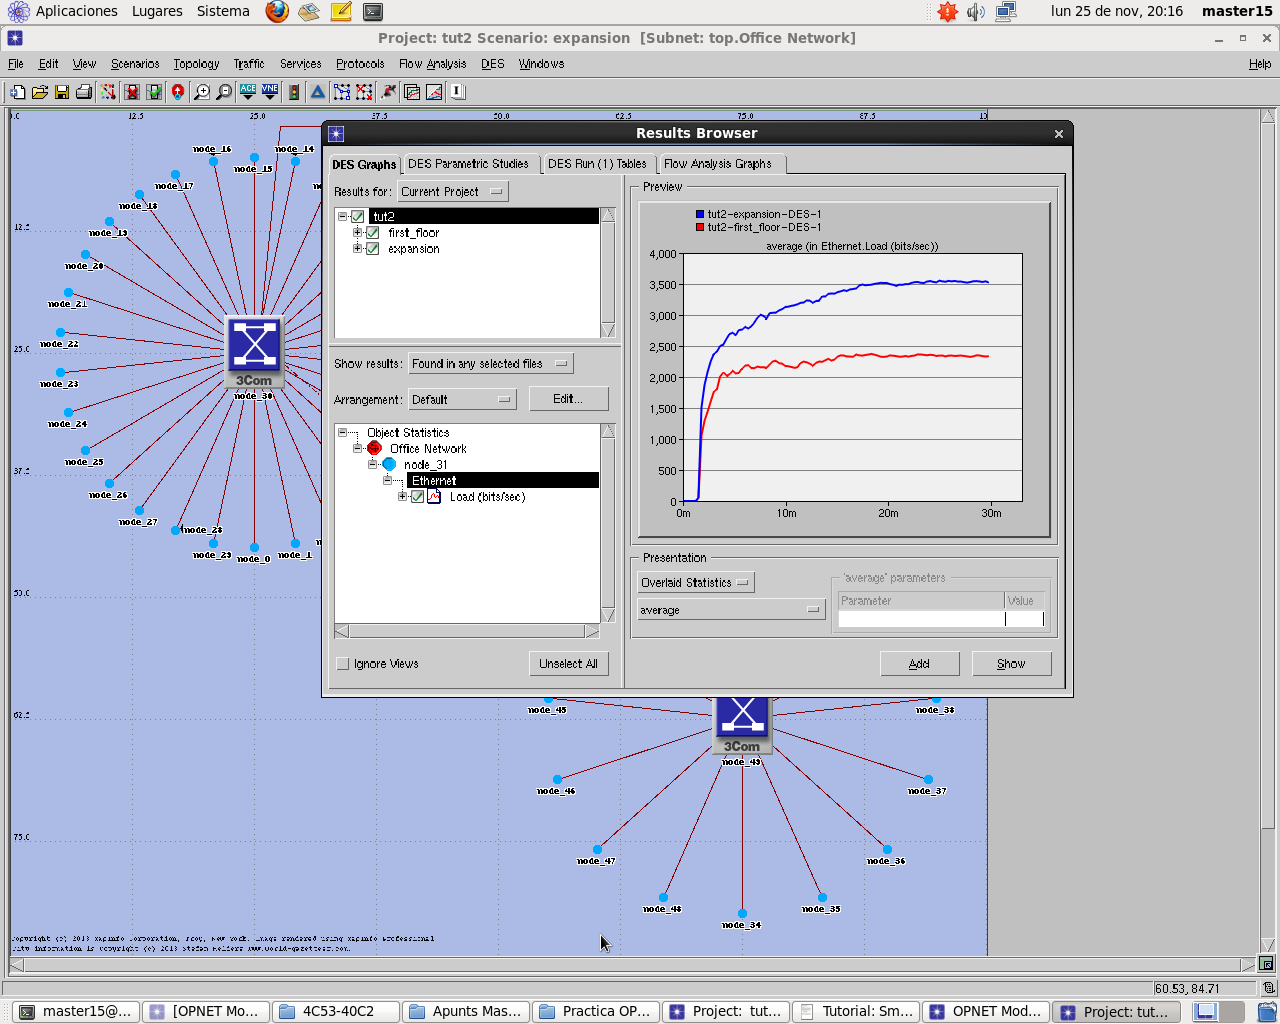 Aplicaciones Lugares Sistema
lun 25 de nov, 20:16 master15
Project: tut2 Scenario: expansion [Subnet: top.Office Network]
File Edit View Scenarios Topology Traffic Services Protocols Flow Analysis DES Windows Help
ACE VNE
0.0 12.5 25.0 37.5 50.0 62.5 75.0 87.5 10
12.5
25.0
37.5
50.0
62.5
75.0
node_16
node_14
node_15
node_17
node_18
node_19
node_20
node_21
node_22
node_23
node_24
node_25
node_26
node_27
node_28
node_29
node_0
node_1
3Com
node_30
Results Browser
DES Graphs DES Parametric Studies DES Run (1) Tables Flow Analysis Graphs
Results for: Current Project
tut2
first_floor
expansion
Show results: Found in any selected files
Arrangement: Default Edit...
Object Statistics
Office Network
node_31
Ethernet
Load (bits/sec)
Ignore Views Unselect All
Preview
tut2-expansion-DES-1
tut2-first_floor-DES-1
average (in Ethernet.Load (bits/sec))
4,000
3,500
3,000
2,500
2,000
1,500
1,000
500
0
0m 10m 20m 30m
Presentation
Overlaid Statistics
average
'average' parameters
Parameter Value
Add Show
node_45
node_38
3Com
node_49
node_46
node_37
node_47
node_36
node_48
node_35
node_34
Copyright (c) 2013 MapInfo Corporation, Troy, New York. Image rendered using MapInfo Professional
City information is Copyright (c) 2013 Stefan Helders www.world-gazetteer.com
60.53, 84.71
master15@... [OPNET Mo... 4C53-40C2 Apunts Mas... Practica OP... Project: tut... Tutorial: Sm... OPNET Mod... Project: tut...